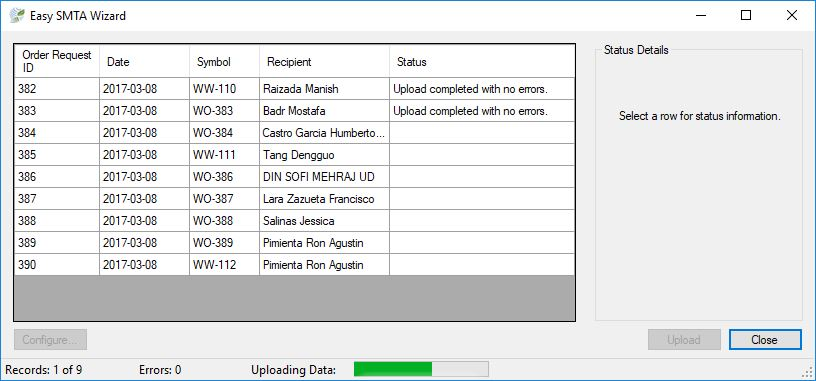 Easy SMTA Wizard
Order Request ID Date Symbol Recipient Status
382 2017-03-08 WW-110 Raizada Manish Upload completed with no errors.
383 2017-03-08 WO-383 Badr Mostafa Upload completed with no errors.
384 2017-03-08 WO-384 Castro Garcia Humberto...
385 2017-03-08 WW-111 Tang Dengguo
386 2017-03-08 WO-386 DIN SOFI MEHRAJ UD
387 2017-03-08 WO-387 Lara Zazueta Francisco
388 2017-03-08 WO-388 Salinas Jessica
389 2017-03-08 WO-389 Pimienta Ron Agustin
390 2017-03-08 WW-112 Pimienta Ron Agustin
Status Details
Select a row for status information.
Configure... Upload Close
Records: 1 of 9 Errors: 0 Uploading Data: